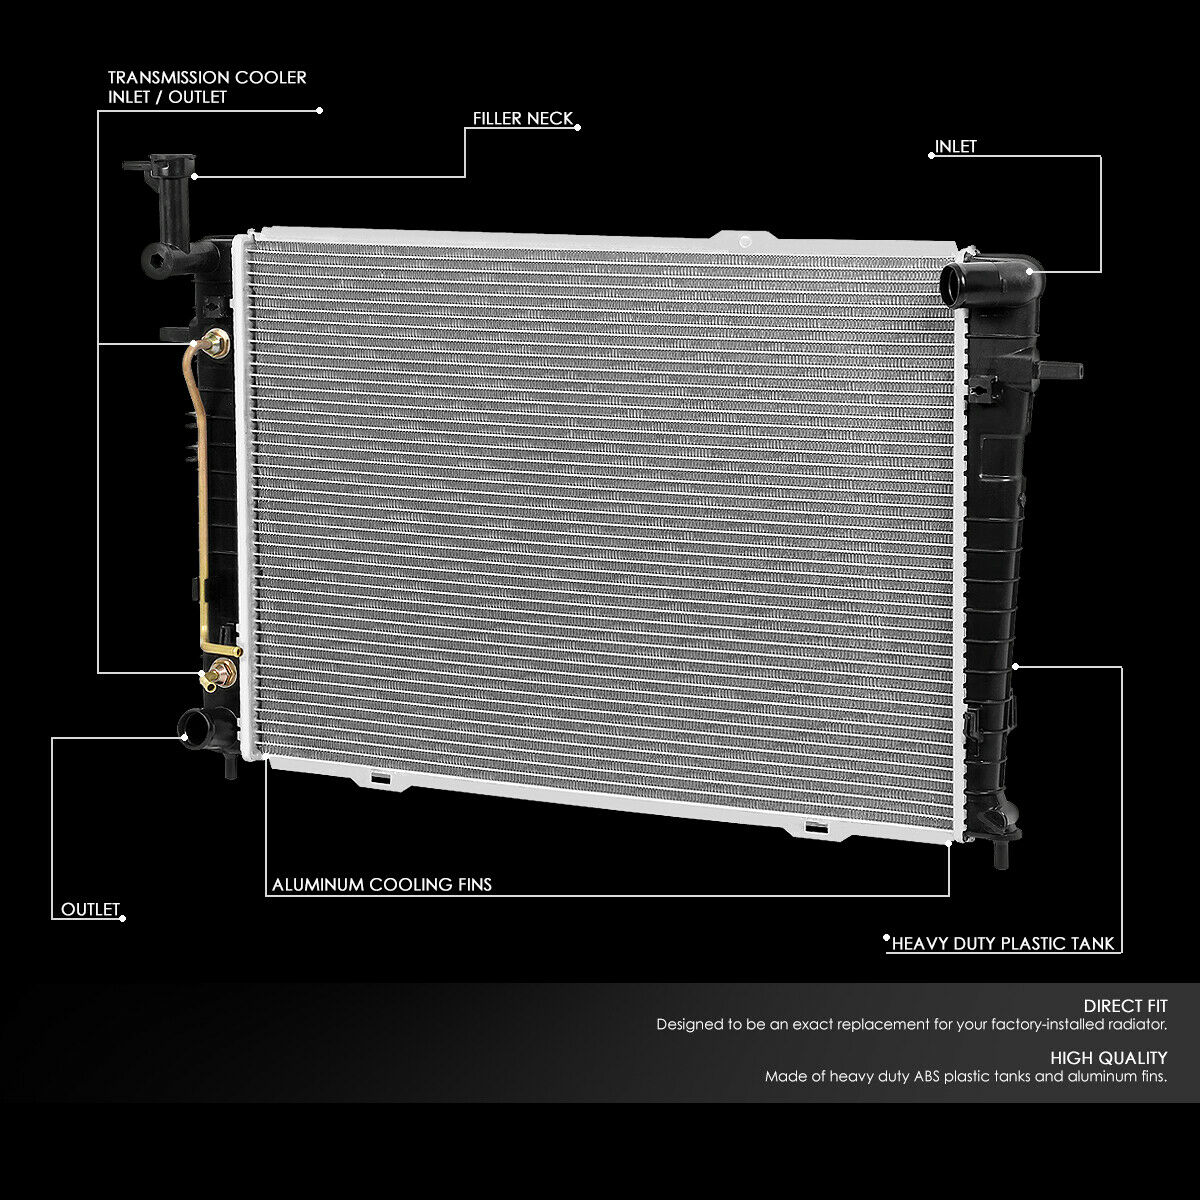 TRANSMISSION COOLER
INLET / OUTLET
FILLER NECK
INLET
ALUMINUM COOLING FINS
OUTLET
HEAVY DUTY PLASTIC TANK
DIRECT FIT
Designed to be an exact replacement for your factory-installed radiator.
HIGH QUALITY
Made of heavy duty ABS plastic tanks and aluminum fins.